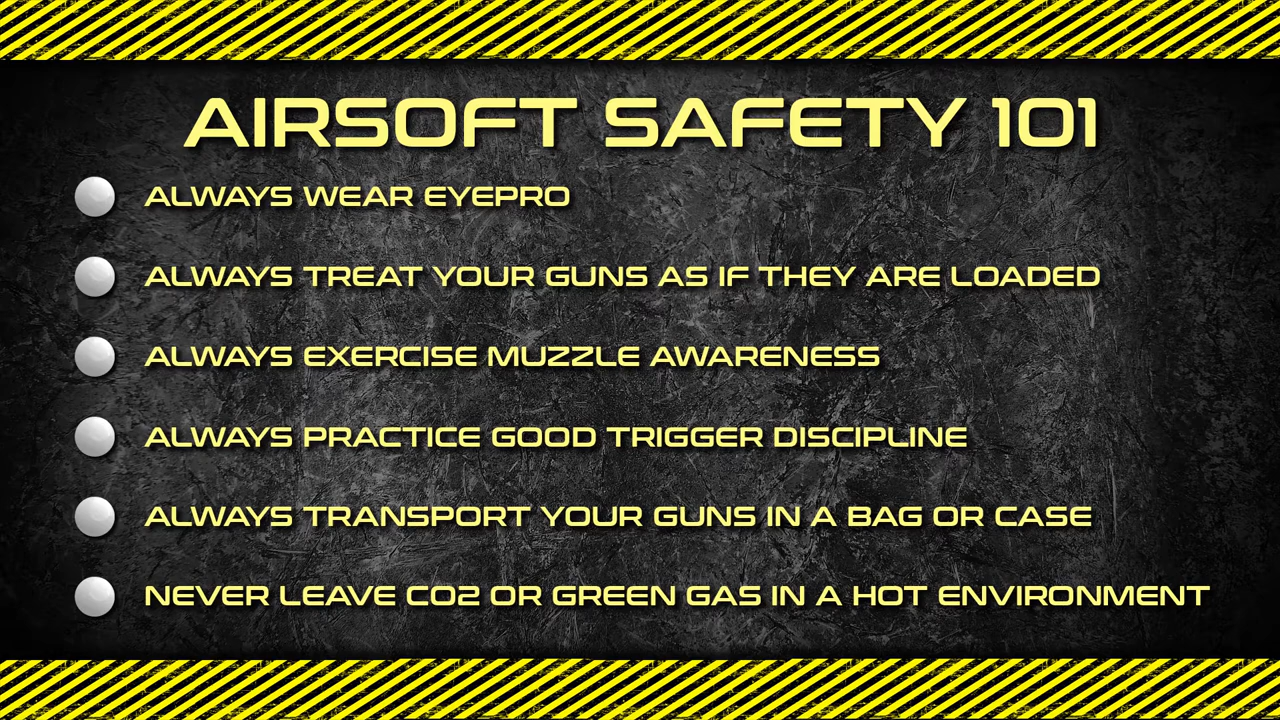 AIRSOFT SAFETY 101
ALWAYS WEAR EYEPRO
ALWAYS TREAT YOUR GUNS AS IF THEY ARE LOADED
ALWAYS EXERCISE MUZZLE AWARENESS
ALWAYS PRACTICE GOOD TRIGGER DISCIPLINE
ALWAYS TRANSPORT YOUR GUNS IN A BAG OR CASE
NEVER LEAVE CO2 OR GREEN GAS IN A HOT ENVIRONMENT